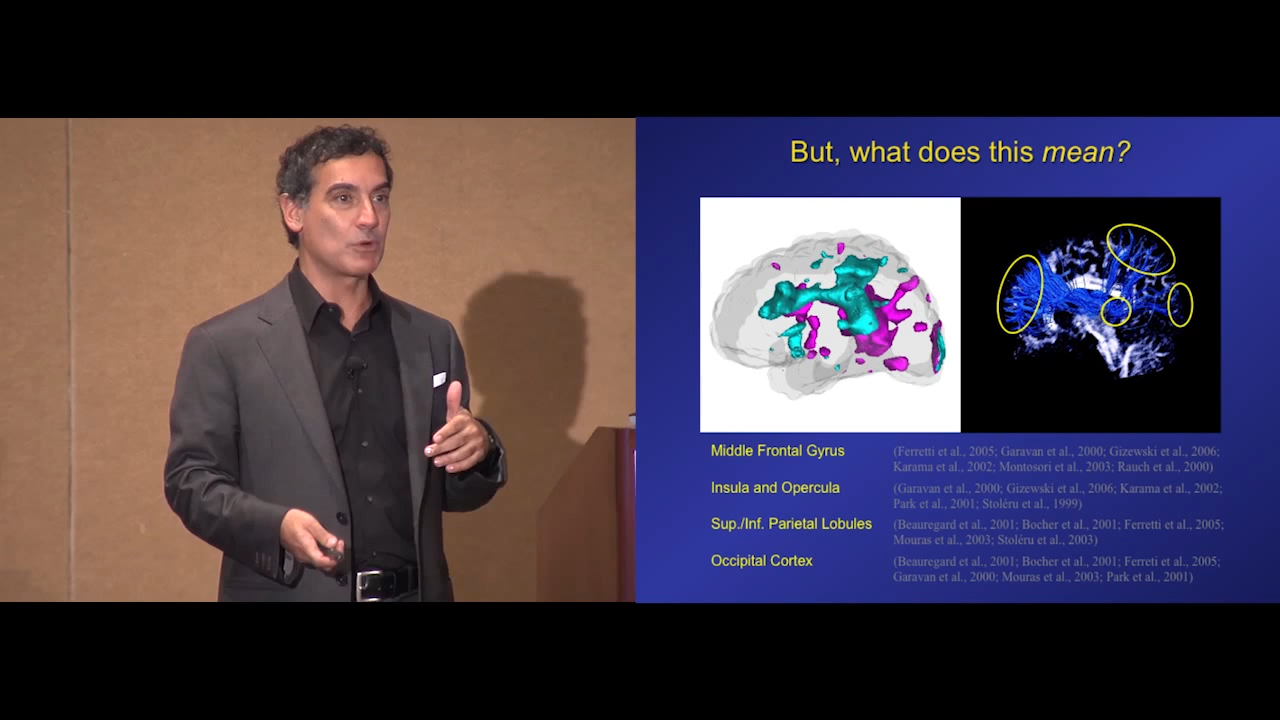 But, what does this mean?
Middle Frontal Gyrus
(Ferretti et al., 2005; Garavan et al., 2000; Gizewski et al., 2006;
Karama et al., 2002; Montosori et al., 2003; Rauch et al., 2000)
Insula and Opercula
(Garavan et al., 2000; Gizewski et al., 2006; Karama et al., 2002;
Park et al., 2001; Stoléru et al., 1999)
Sup./Inf. Parietal Lobules
(Beauregard et al., 2001; Bocher et al., 2001; Ferretti et al., 2005;
Mouras et al., 2003; Stoléru et al., 2003)
Occipital Cortex
(Beauregard et al., 2001; Bocher et al., 2001; Ferreti et al., 2005;
Garavan et al., 2000; Mouras et al., 2003; Park et al., 2001)